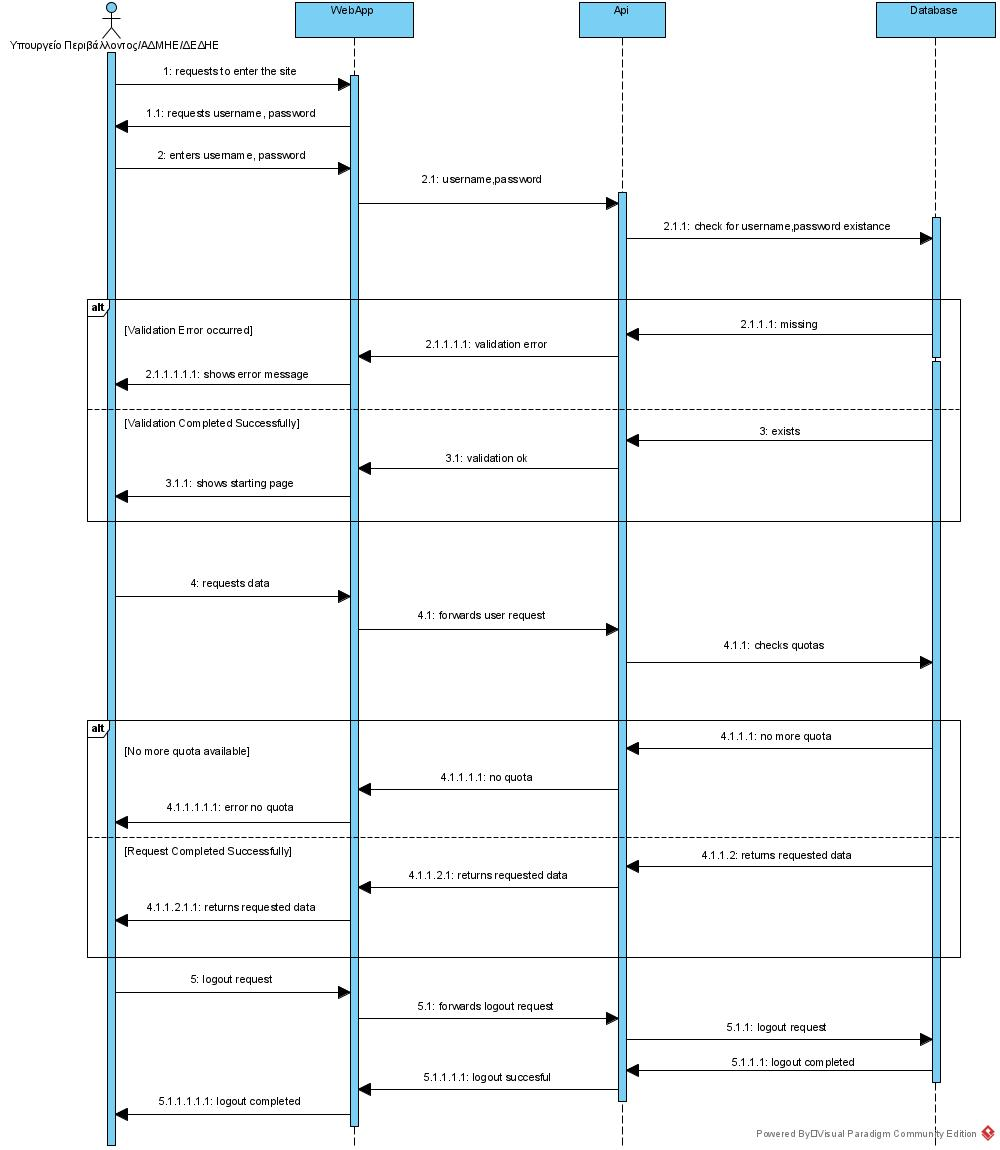 WebApp
Api
Database
Υπουργείο Περιβάλλοντος/ΑΔΜΗΕ/ΔΕΔΗΕ
1: requests to enter the site
1.1: requests username, password
2: enters username, password
2.1: username,password
2.1.1: check for username,password existance
alt
[Validation Error occurred]
2.1.1.1: missing
2.1.1.1.1: validation error
2.1.1.1.1.1: shows error message
[Validation Completed Successfully]
3: exists
3.1: validation ok
3.1.1: shows starting page
4: requests data
4.1: forwards user request
4.1.1: checks quotas
alt
[No more quota available]
4.1.1.1: no more quota
4.1.1.1.1: no quota
4.1.1.1.1.1: error no quota
[Request Completed Successfully]
4.1.1.2: returns requested data
4.1.1.2.1: returns requested data
4.1.1.2.1.1: returns requested data
5: logout request
5.1: forwards logout request
5.1.1: logout request
5.1.1.1: logout completed
5.1.1.1.1: logout succesful
5.1.1.1.1.1: logout completed
Powered By Visual Paradigm Community Edition